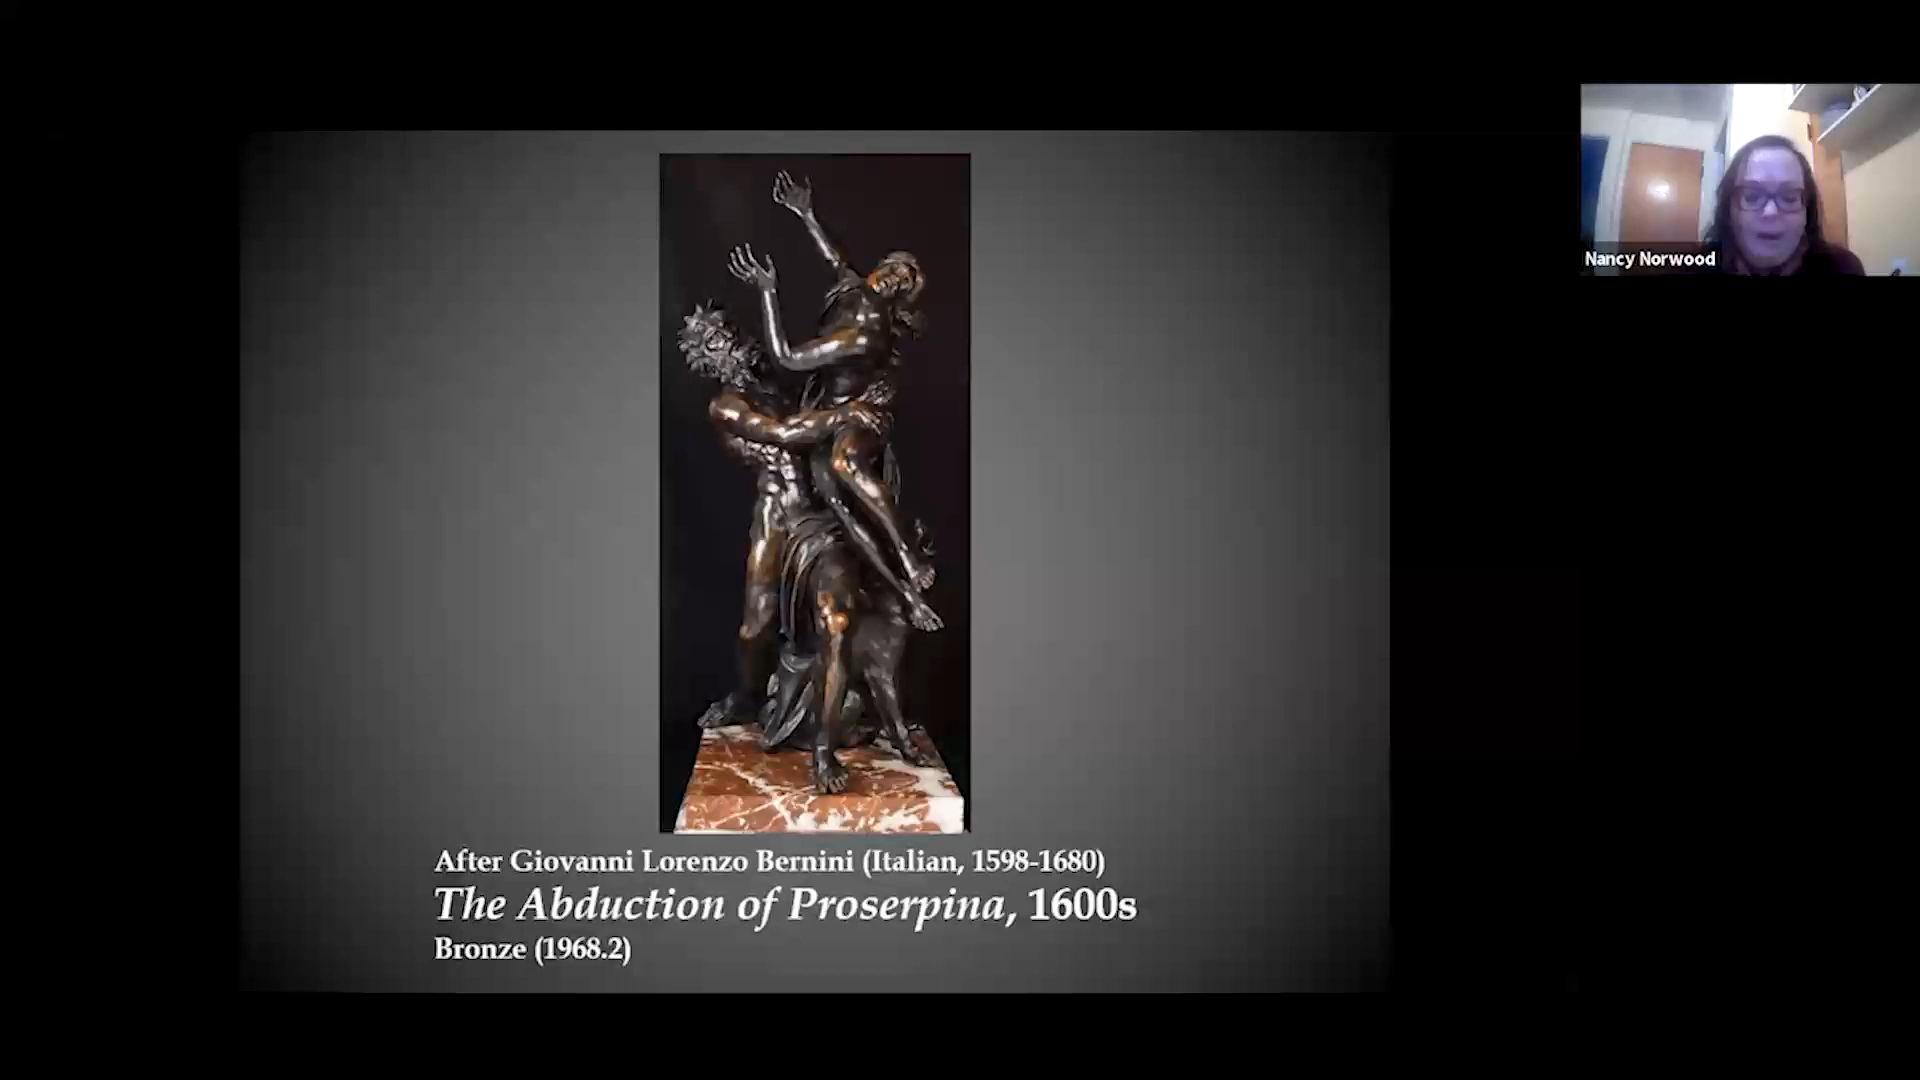 After Giovanni Lorenzo Bernini (Italian, 1598-1680)
The Abduction of Proserpina, 1600s
Bronze (1968.2)
Nancy Norwood